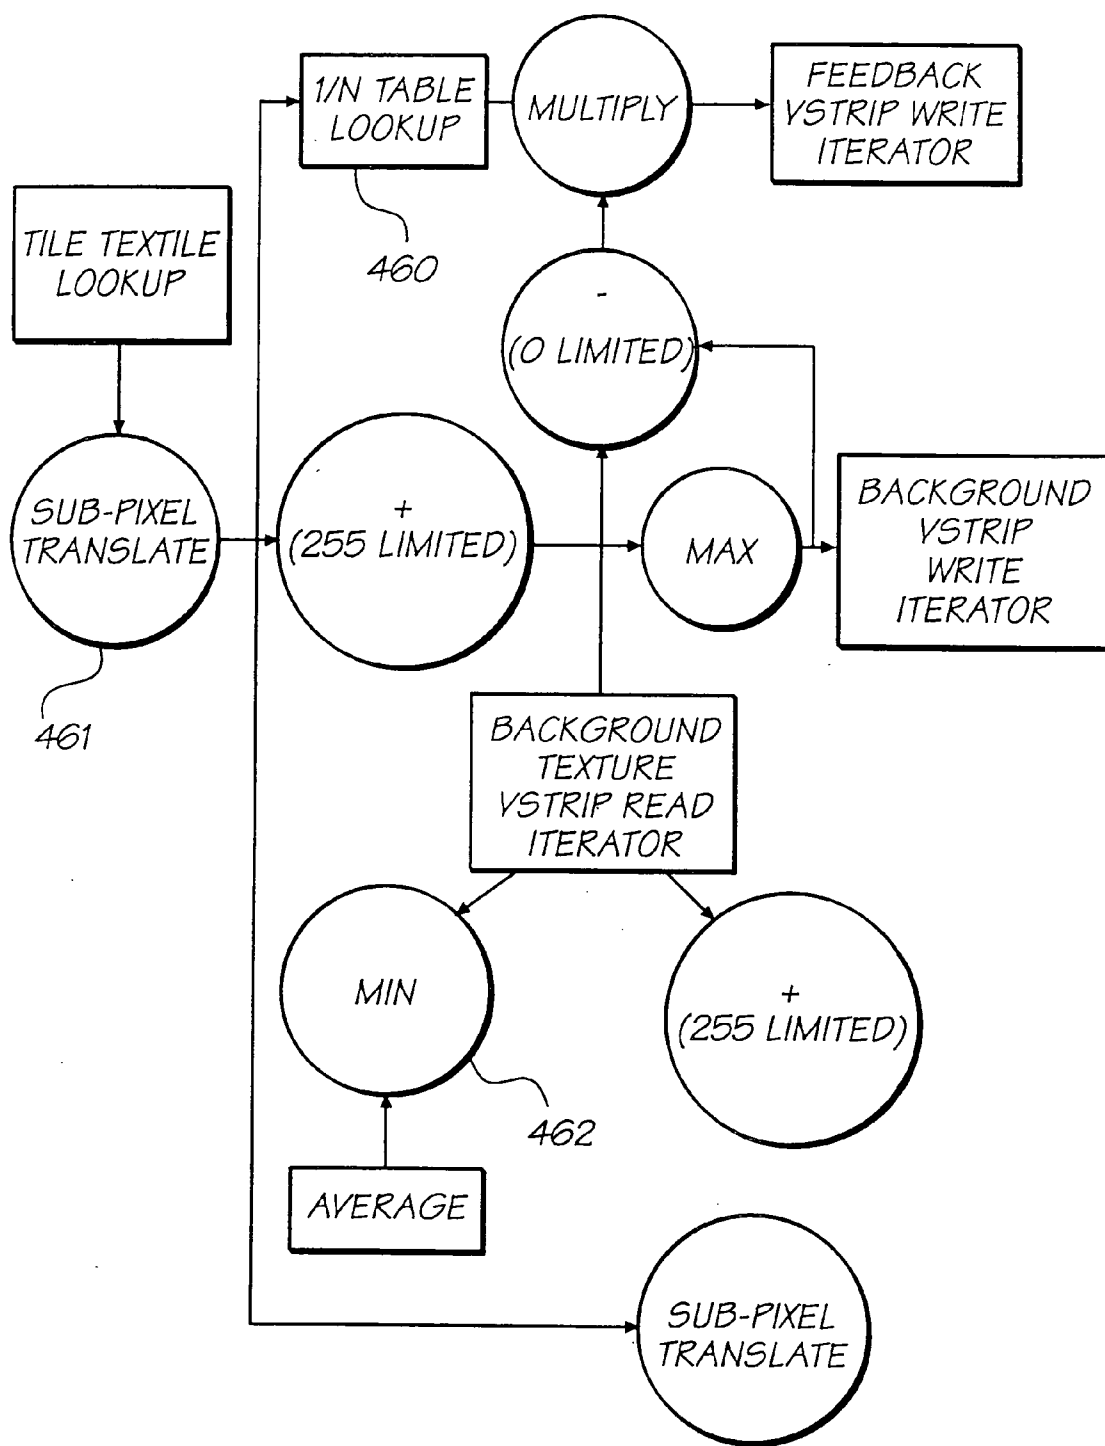 1/N TABLE
LOOKUP
MULTIPLY
FEEDBACK
VSTRIP WRITE
ITERATOR
460
TILE TEXTILE
LOOKUP
-
(0 LIMITED)
SUB-PIXEL
TRANSLATE
+
(255 LIMITED)
MAX
BACKGROUND
VSTRIP
WRITE
ITERATOR
461
BACKGROUND
TEXTURE
VSTRIP READ
ITERATOR
MIN
+
(255 LIMITED)
462
AVERAGE
SUB-PIXEL
TRANSLATE